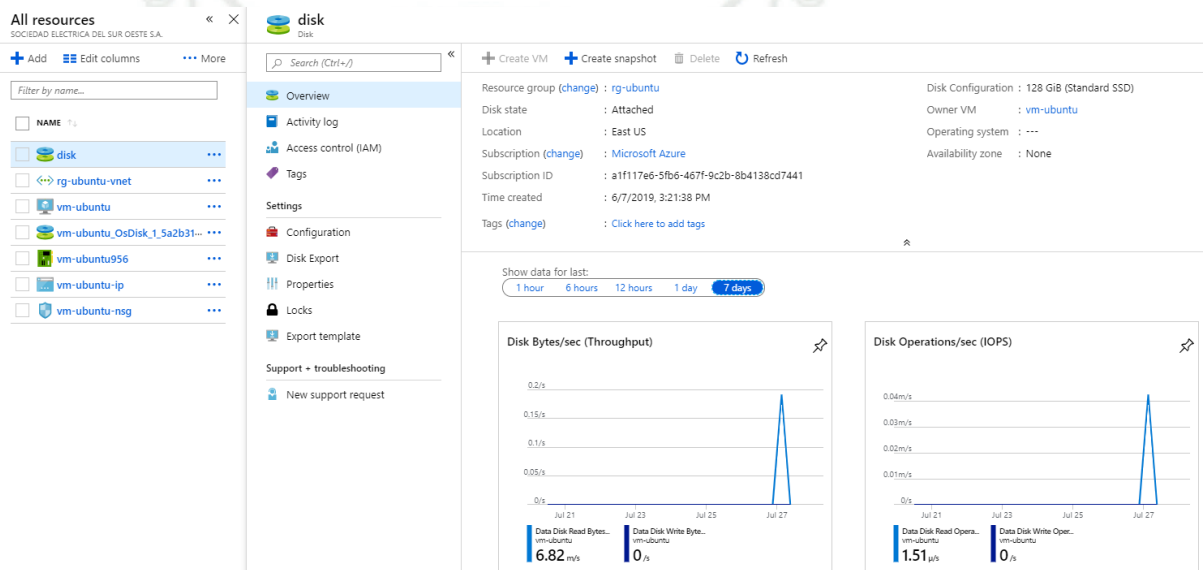 All resources
SOCIEDAD ELECTRICA DEL SUR OESTE S.A.
Add Edit columns ··· More
Filter by name...
NAME
disk
rg-ubuntu-vnet
vm-ubuntu
vm-ubuntu_OsDisk_1_5a2b31...
vm-ubuntu956
vm-ubuntu-ip
vm-ubuntu-nsg
disk
Disk
Search (Ctrl+/)
Overview
Activity log
Access control (IAM)
Tags
Settings
Configuration
Disk Export
Properties
Locks
Export template
Support + troubleshooting
New support request
Create VM Create snapshot Delete Refresh
Resource group (change) : rg-ubuntu
Disk state : Attached
Location : East US
Subscription (change) : Microsoft Azure
Subscription ID : a1f117e6-5fb6-467f-9c2b-8b4138cd7441
Time created : 6/7/2019, 3:21:38 PM
Tags (change) : Click here to add tags
Disk Configuration : 128 GiB (Standard SSD)
Owner VM : vm-ubuntu
Operating system : ---
Availability zone : None
Show data for last:
1 hour 6 hours 12 hours 1 day 7 days
Disk Bytes/sec (Throughput)
0.2/s
0.15/s
0.1/s
0.05/s
0/s
Jul 21 Jul 23 Jul 25 Jul 27
Data Disk Read Bytes... Data Disk Write Byte...
vm-ubuntu vm-ubuntu
6.82 m/s 0 /s
Disk Operations/sec (IOPS)
0.04m/s
0.03m/s
0.02m/s
0.01m/s
0/s
Jul 21 Jul 23 Jul 25 Jul 27
Data Disk Read Opera... Data Disk Write Oper...
vm-ubuntu vm-ubuntu
1.51 µ/s 0 /s